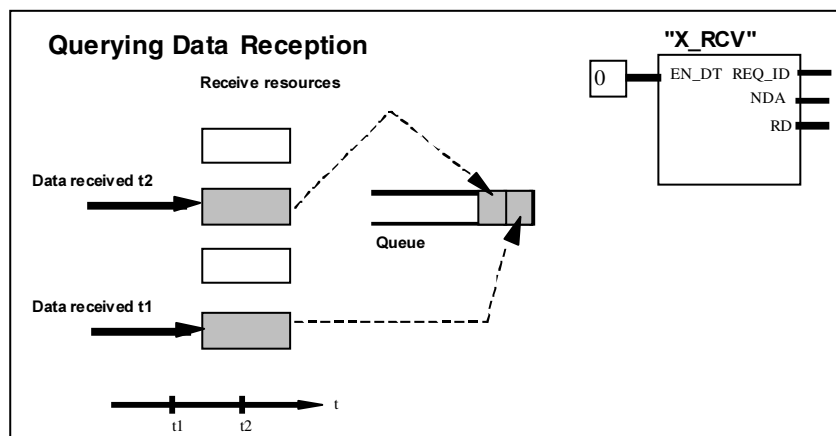 Querying Data Reception
Receive resources
Data received t2
Queue
Data received t1
t
t1 t2
"X_RCV"
0
EN_DT REQ_ID
NDA
RD